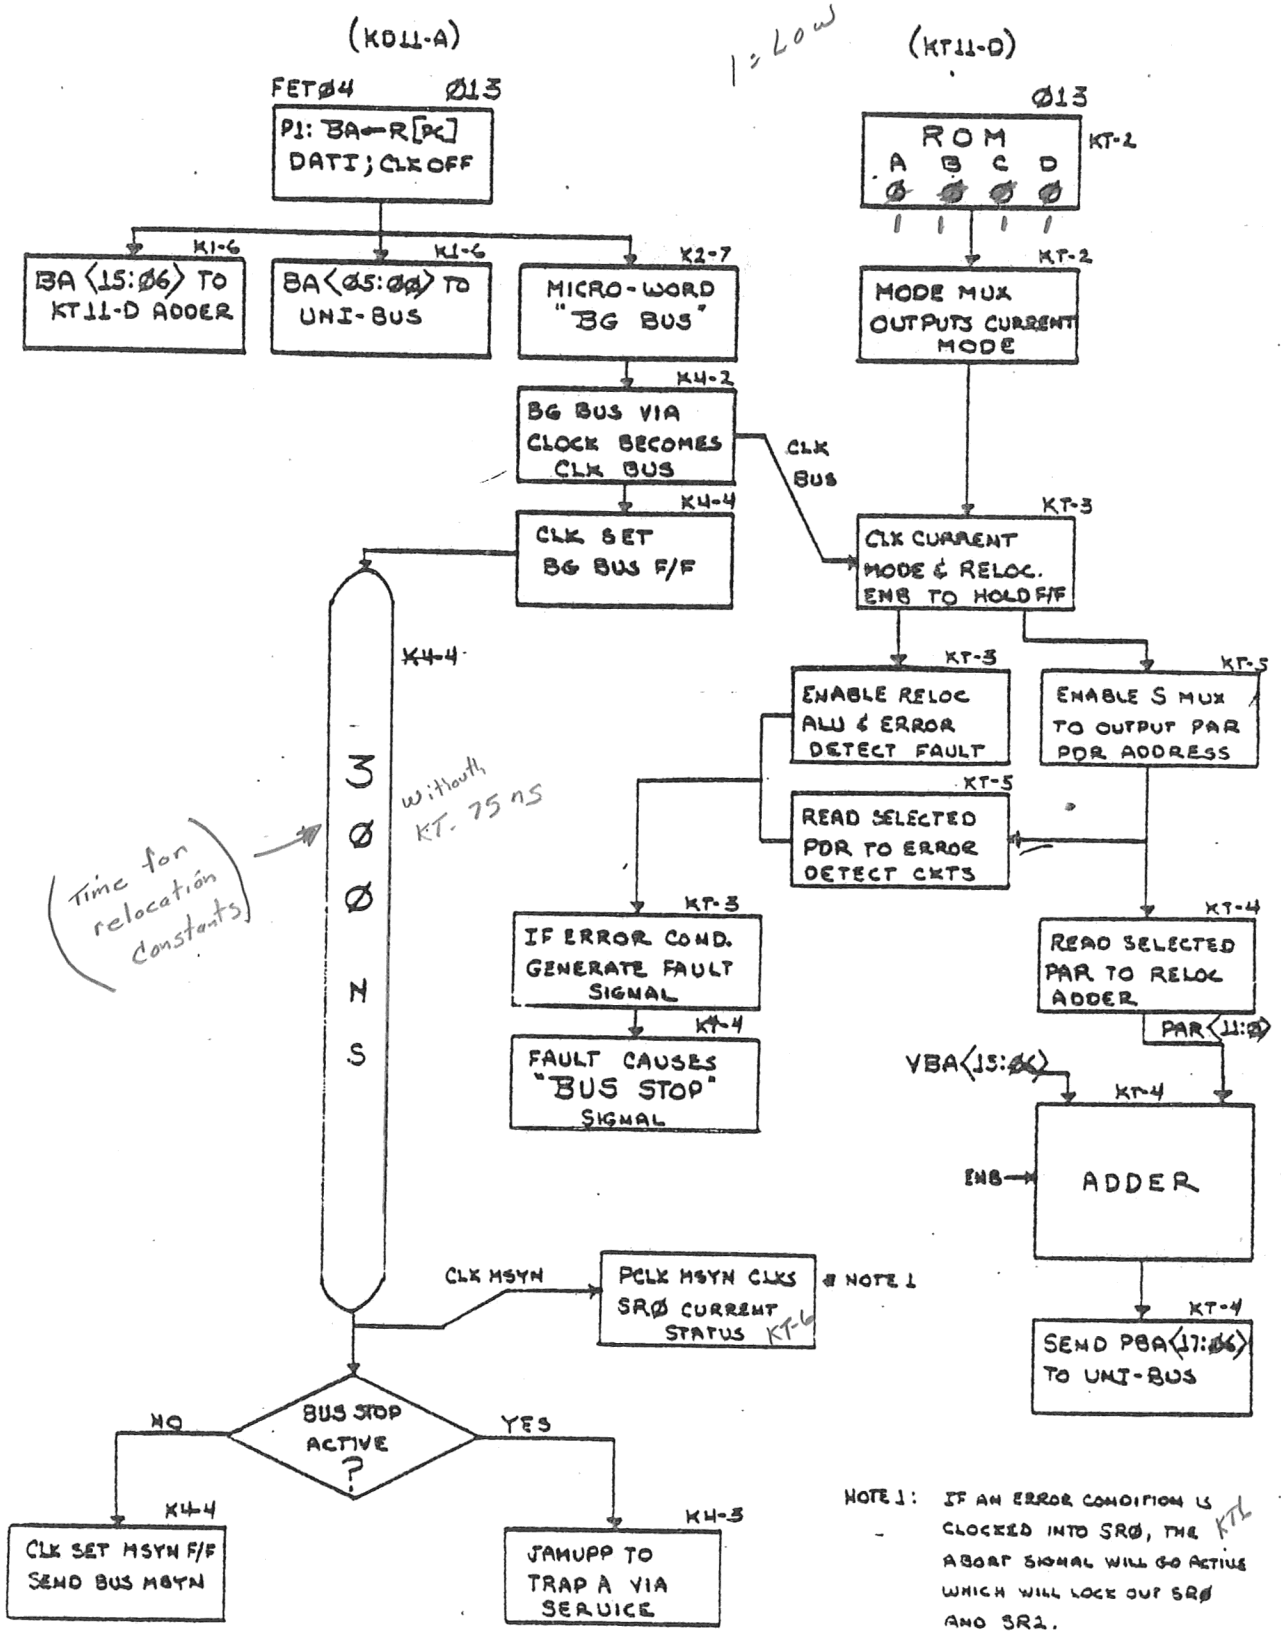 (KD11-A)
1 = Low
(KT11-D)
FETØ4 Ø13
P1: BA←R[PC]
DATI; CLK OFF
Ø13
ROM
KT-2
A B C D
Ø Ø Ø Ø
1 1 1 1
K1-6
BA <15:Ø6> TO
KT11-D ADDER
K1-6
BA <Ø5:ØØ> TO
UNI-BUS
K2-7
MICRO-WORD
"BG BUS"
KT-2
MODE MUX
OUTPUTS CURRENT
MODE
K4-2
BG BUS VIA
CLOCK BECOMES
CLK BUS
CLK
BUS
K4-4
CLK SET
BG BUS F/F
KT-3
CLK CURRENT
MODE & RELOC.
ENB TO HOLD F/F
K4-4
3
Ø
Ø
N
S
without
KT- 75 ns
(Time for
relocation
constants)
KT-3
ENABLE RELOC
ALU & ERROR
DETECT FAULT
KT-5
ENABLE S MUX
TO OUTPUT PAR
PDR ADDRESS
KT-5
READ SELECTED
PDR TO ERROR
DETECT CKTS
KT-3
IF ERROR COND.
GENERATE FAULT
SIGNAL
KT-4
READ SELECTED
PAR TO RELOC
ADDER
K4-4
FAULT CAUSES
"BUS STOP"
SIGNAL
PAR<11:Ø>
VBA<15:Ø6>
KT-4
ENB
ADDER
CLK MSYN
PCLK MSYN CLKS
SRØ CURRENT
STATUS KT-6
* NOTE 1
KT-4
SEND PBA<17:Ø6>
TO UNI-BUS
BUS STOP
ACTIVE
?
NO
YES
K4-4
CLK SET MSYN F/F
SEND BUS MSYN
K4-3
JAMUPP TO
TRAP A VIA
SERVICE
NOTE 1: IF AN ERROR CONDITION IS
CLOCKED INTO SRØ, THE KT6
ABORT SIGNAL WILL GO ACTIVE
WHICH WILL LOCK OUT SRØ
AND SR2.